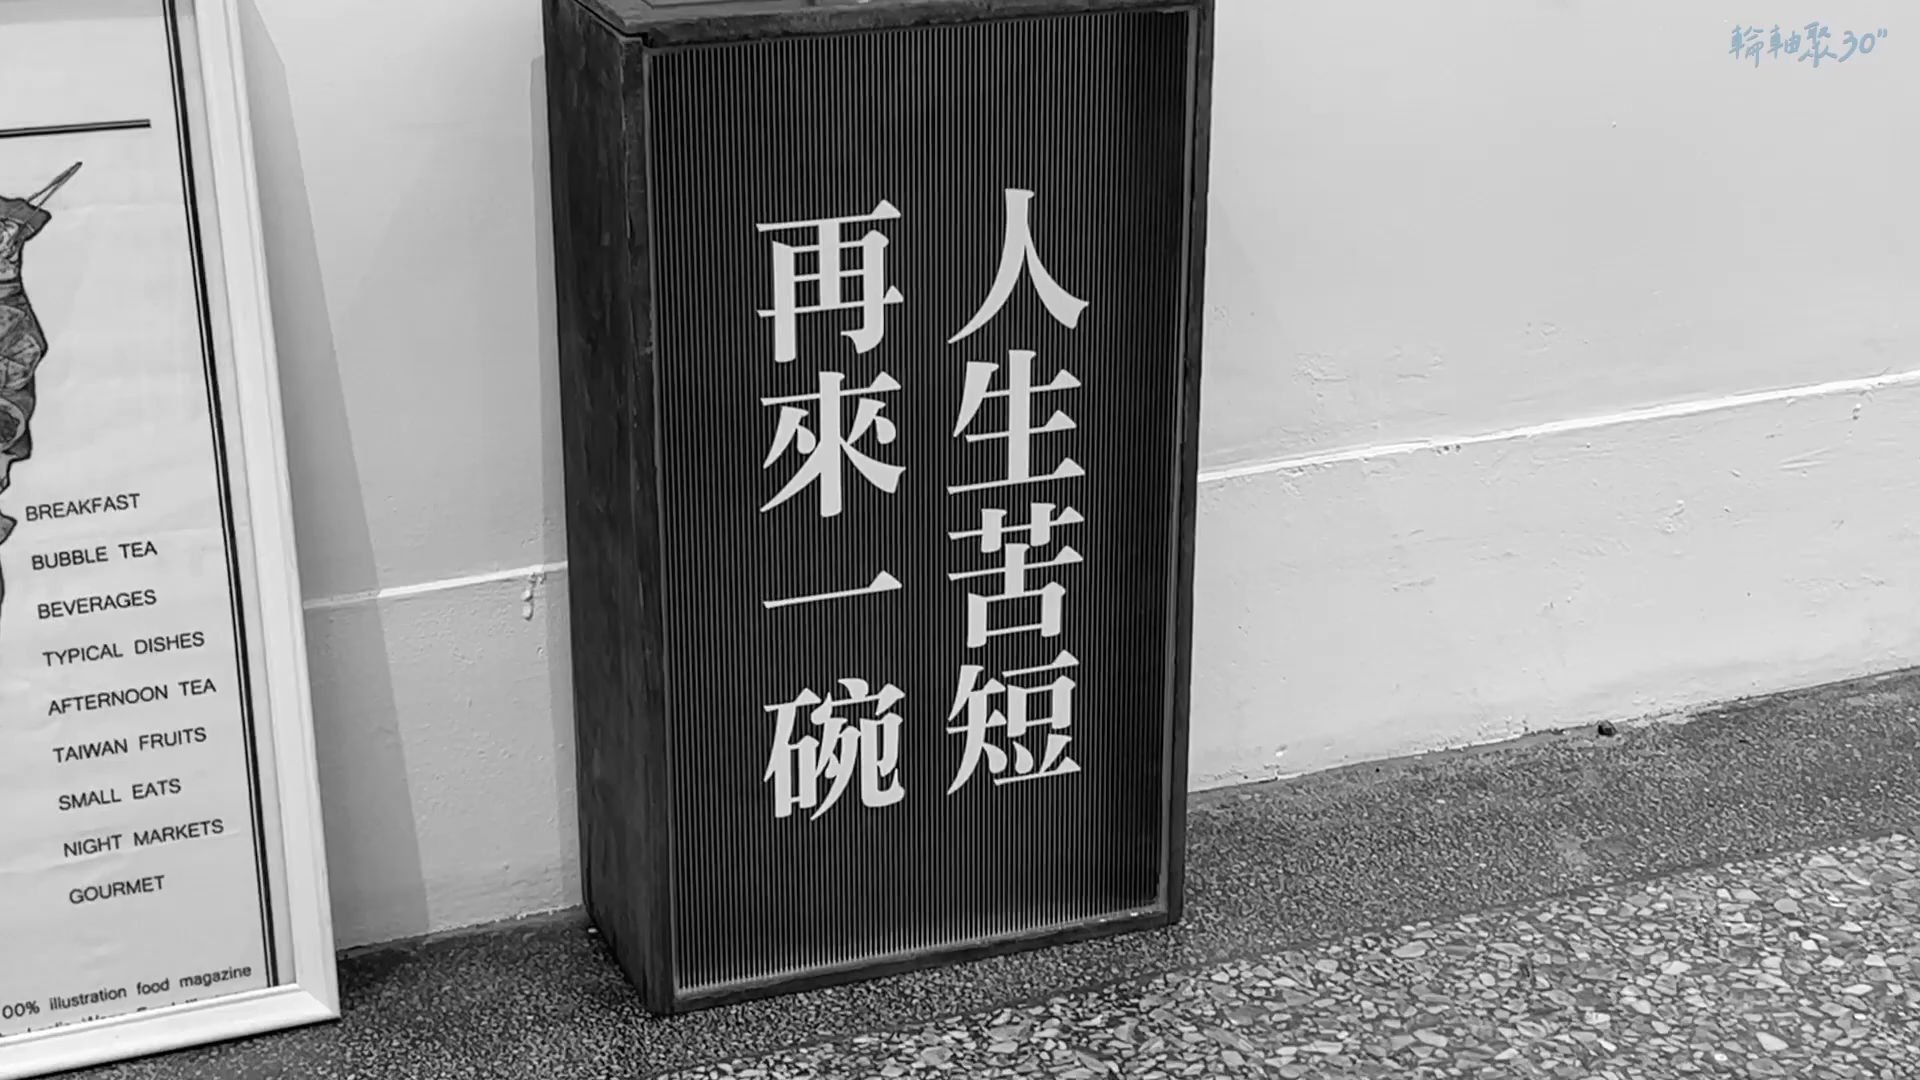 人生苦短
再來一碗
BREAKFAST
BUBBLE TEA
BEVERAGES
TYPICAL DISHES
AFTERNOON TEA
TAIWAN FRUITS
SMALL EATS
NIGHT MARKETS
GOURMET
00% illustration food magazine
輪軸聚30"